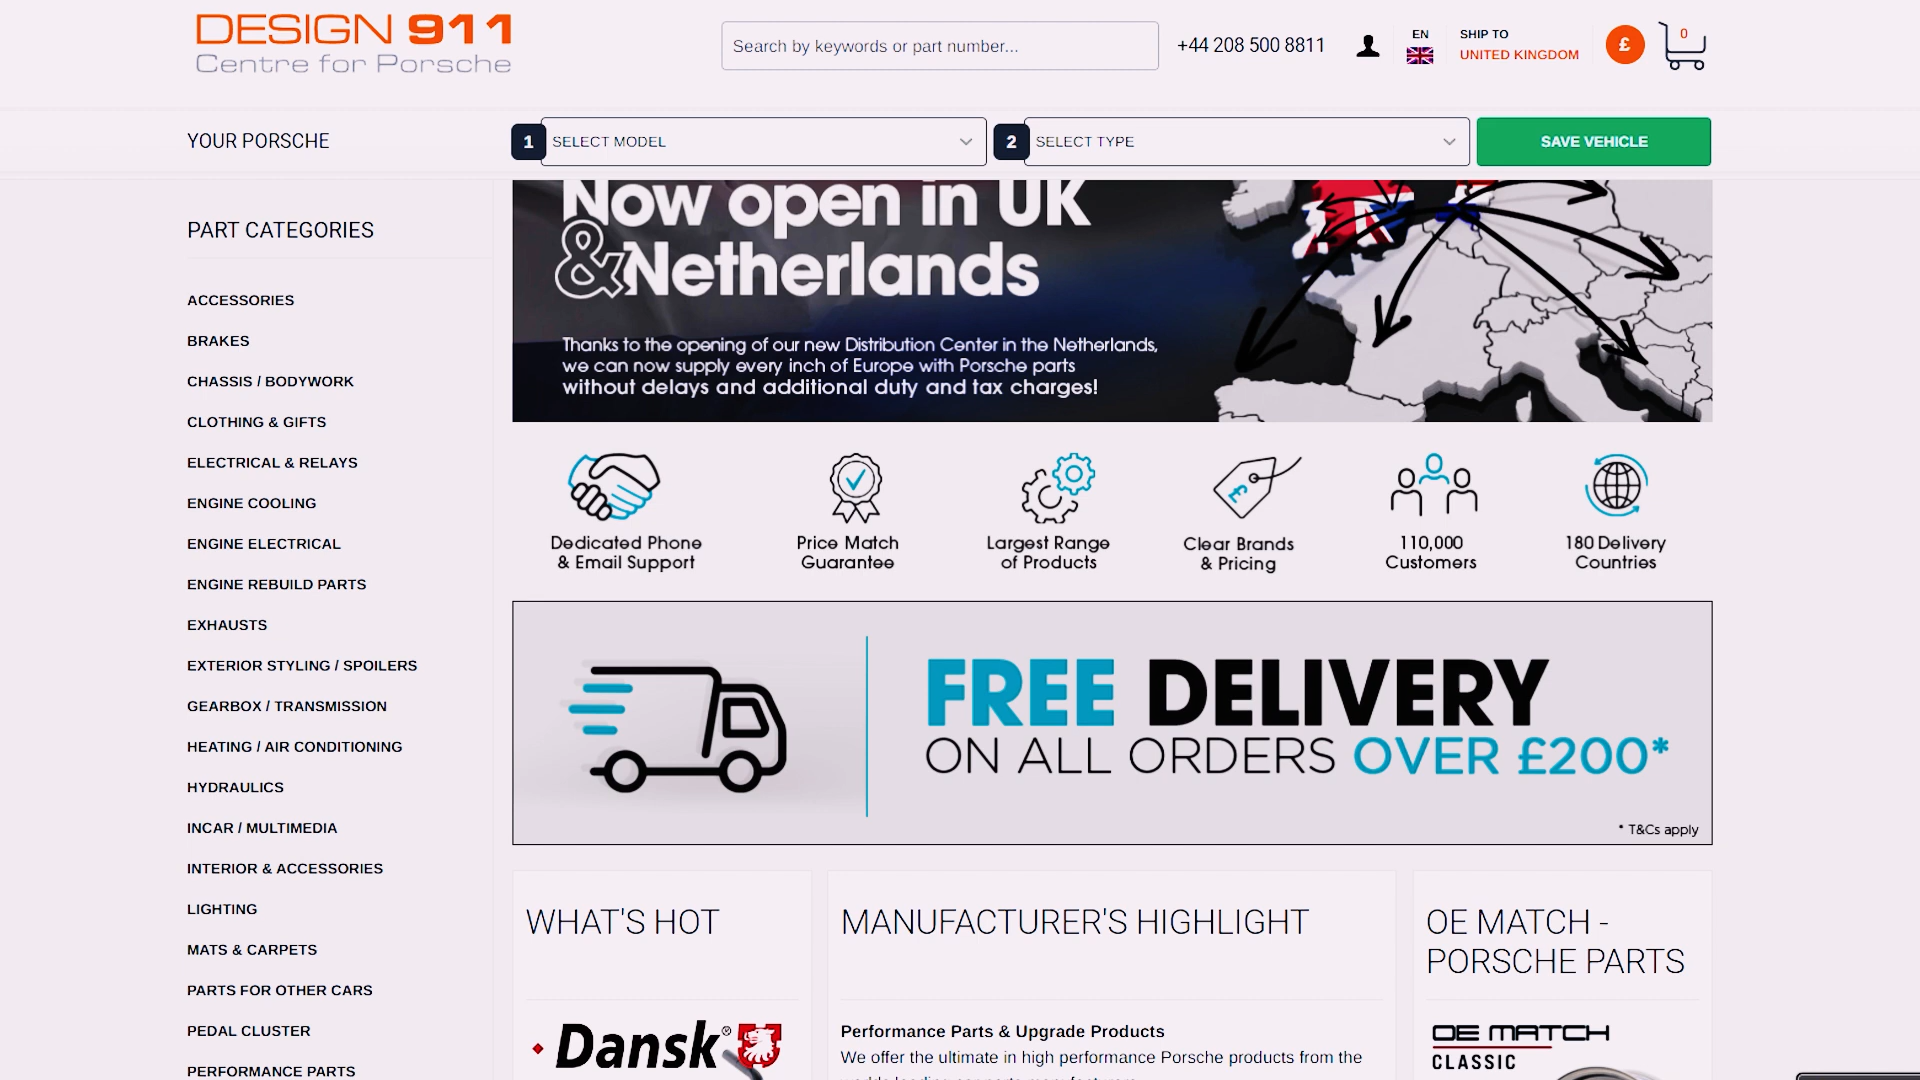 DESIGN 911
Centre for Porsche
Search by keywords or part number...
+44 208 500 8811
EN
SHIP TO
UNITED KINGDOM
£
0
YOUR PORSCHE
1
SELECT MODEL
2
SELECT TYPE
SAVE VEHICLE
PART CATEGORIES
ACCESSORIES
BRAKES
CHASSIS / BODYWORK
CLOTHING & GIFTS
ELECTRICAL & RELAYS
ENGINE COOLING
ENGINE ELECTRICAL
ENGINE REBUILD PARTS
EXHAUSTS
EXTERIOR STYLING / SPOILERS
GEARBOX / TRANSMISSION
HEATING / AIR CONDITIONING
HYDRAULICS
INCAR / MULTIMEDIA
INTERIOR & ACCESSORIES
LIGHTING
MATS & CARPETS
PARTS FOR OTHER CARS
PEDAL CLUSTER
PERFORMANCE PARTS
Now open in UK
& Netherlands
Thanks to the opening of our new Distribution Center in the Netherlands,
we can now supply every inch of Europe with Porsche parts
without delays and additional duty and tax charges!
Dedicated Phone
& Email Support
Price Match
Guarantee
Largest Range
of Products
£
Clear Brands
& Pricing
110,000
Customers
180 Delivery
Countries
FREE DELIVERY
ON ALL ORDERS OVER £200*
* T&Cs apply
WHAT'S HOT
Dansk®
MANUFACTURER'S HIGHLIGHT
Performance Parts & Upgrade Products
We offer the ultimate in high performance Porsche products from the
OE MATCH -
PORSCHE PARTS
OE MATCH
CLASSIC